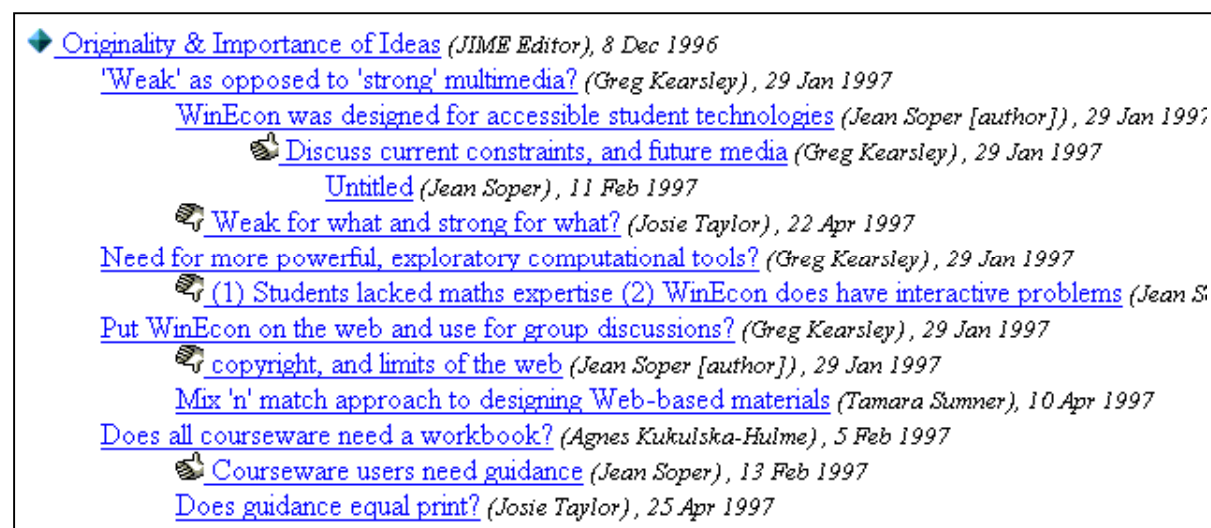 Originality & Importance of Ideas (JIME Editor), 8 Dec 1996
'Weak' as opposed to 'strong' multimedia? (Greg Kearsley) , 29 Jan 1997
WinEcon was designed for accessible student technologies (Jean Soper [author]) , 29 Jan 1997
Discuss current constraints, and future media (Greg Kearsley) , 29 Jan 1997
Untitled (Jean Soper) , 11 Feb 1997
Weak for what and strong for what? (Josie Taylor) , 22 Apr 1997
Need for more powerful, exploratory computational tools? (Greg Kearsley) , 29 Jan 1997
(1) Students lacked maths expertise (2) WinEcon does have interactive problems (Jean
Put WinEcon on the web and use for group discussions? (Greg Kearsley) , 29 Jan 1997
copyright, and limits of the web (Jean Soper [author]) , 29 Jan 1997
Mix 'n' match approach to designing Web-based materials (Tamara Sumner), 10 Apr 1997
Does all courseware need a workbook? (Agnes Kukulska-Hulme) , 5 Feb 1997
Courseware users need guidance (Jean Soper) , 13 Feb 1997
Does guidance equal print? (Josie Taylor) , 25 Apr 1997